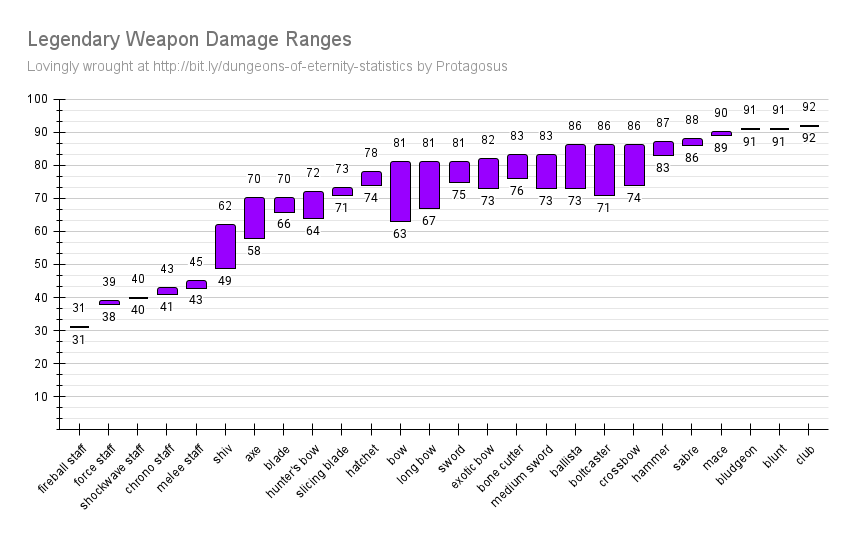 Legendary Weapon Damage Ranges
Lovingly wrought at http://bit.ly/dungeons-of-eternity-statistics by Protagosus
100
90
80
70
60
50
40
30
20
10
31 39 40 43 45 62 70 70 72 73 78 81 81 81 82 83 83 86 86 86 87 88 90 91 91 92
31 38 40 41 43 49 58 66 64 71 74 63 67 75 73 76 73 73 71 74 83 86 89 91 91 92
fireball staff
force staff
shockwave staff
chrono staff
melee staff
shiv
axe
blade
hunter's bow
slicing blade
hatchet
bow
long bow
sword
exotic bow
bone cutter
medium sword
ballista
boltcaster
crossbow
hammer
sabre
mace
bludgeon
blunt
club